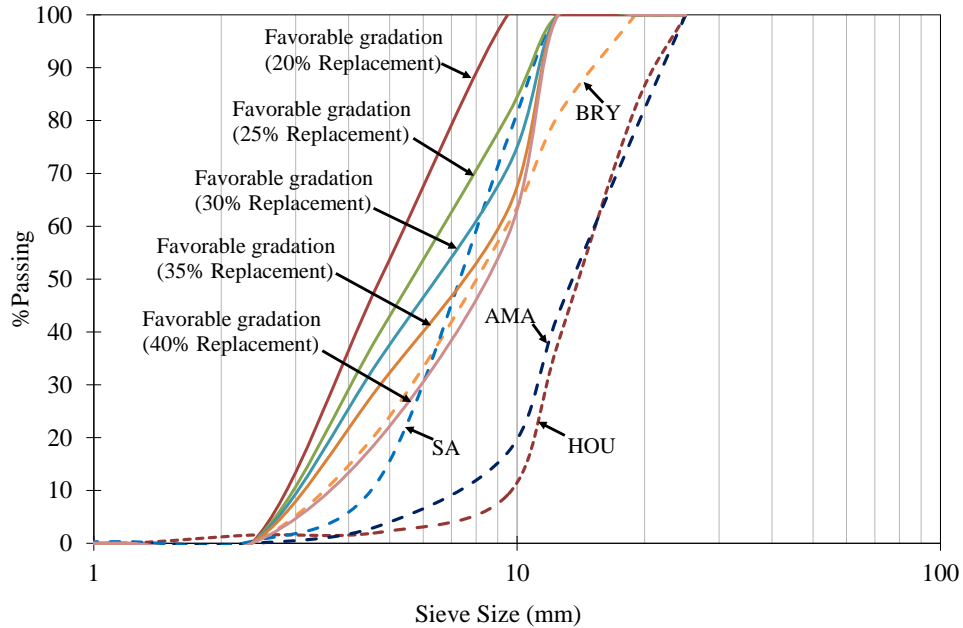 100
90
80
70
60
50
40
30
20
10
0
%Passing
Favorable gradation
(20% Replacement)
Favorable gradation
(25% Replacement)
Favorable gradation
(30% Replacement)
Favorable gradation
(35% Replacement)
Favorable gradation
(40% Replacement)
BRY
AMA
SA
HOU
1
10
100
Sieve Size (mm)